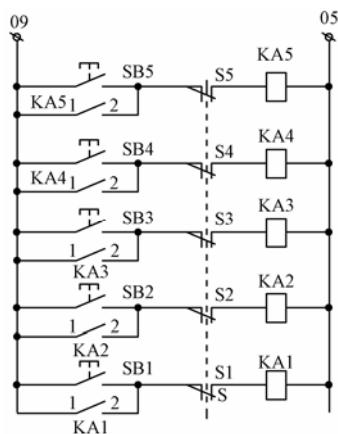 09 05
SB5 S5 KA5
KA5 1 2
SB4 S4 KA4
KA4 1 2
SB3 S3 KA3
1 2
KA3
SB2 S2 KA2
1 2
KA2
SB1 S1 KA1
1 2 S
KA1